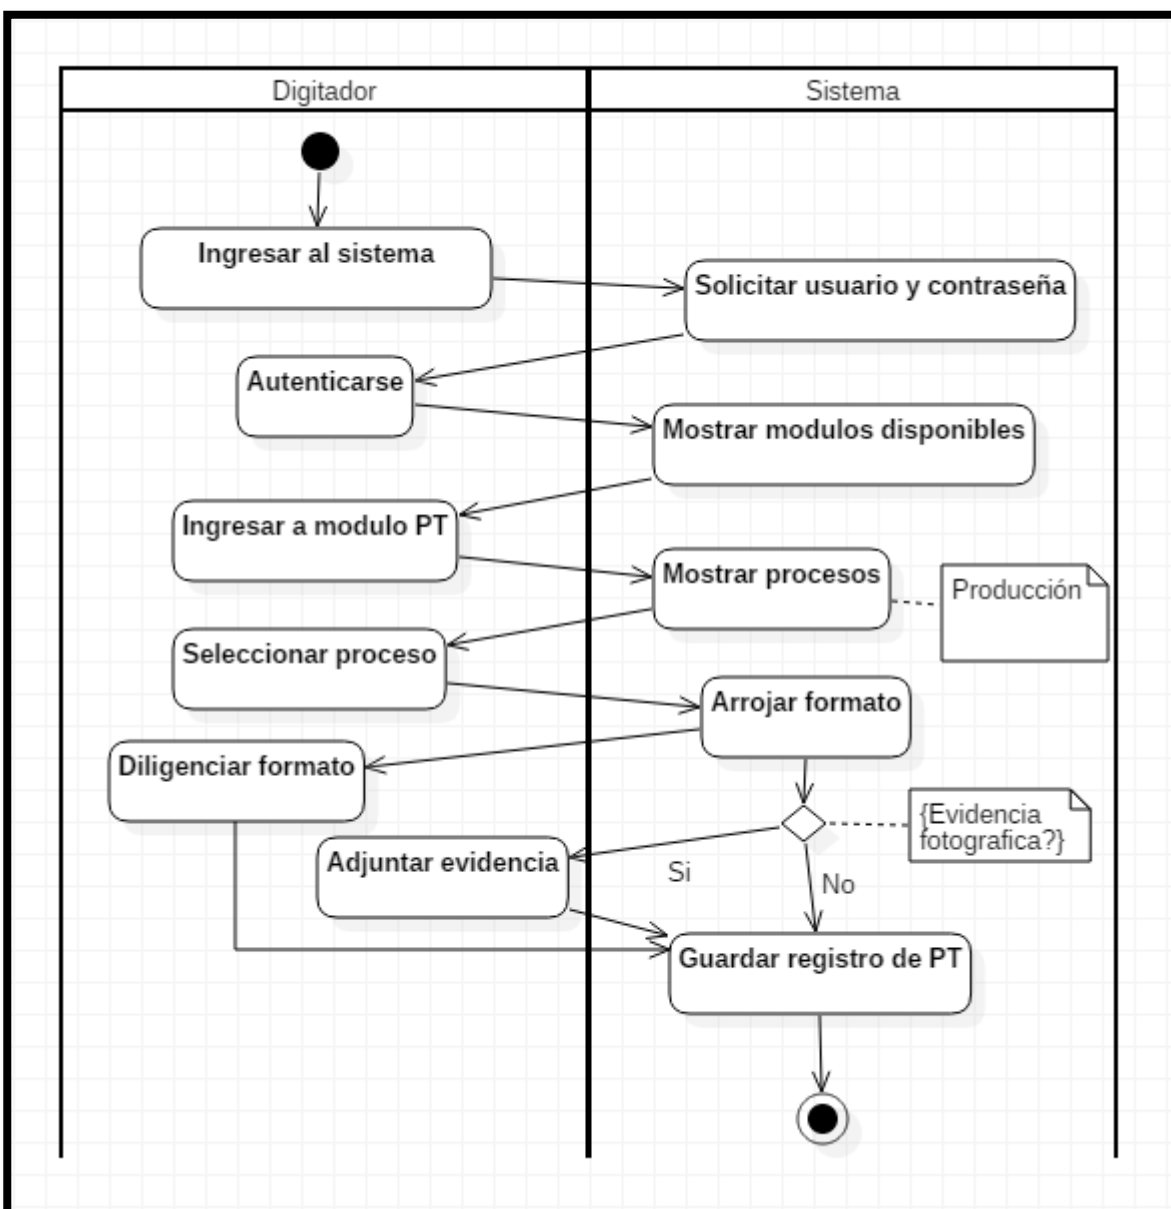 Digitador
Sistema
Ingresar al sistema
Solicitar usuario y contraseña
Autenticarse
Mostrar modulos disponibles
Ingresar a modulo PT
Mostrar procesos
Producción
Seleccionar proceso
Arrojar formato
Diligenciar formato
{Evidencia
fotografica?}
Adjuntar evidencia
Si
No
Guardar registro de PT